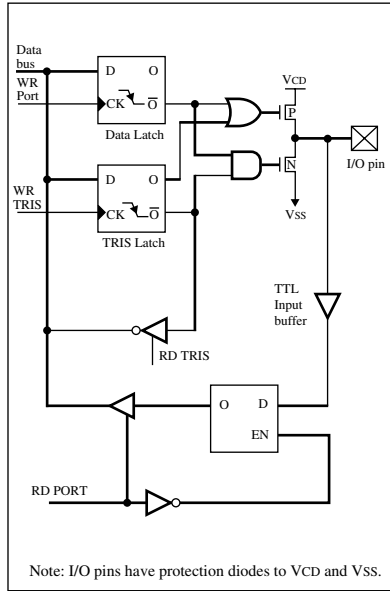 Data
bus
WR
Port
D O
CK O
Data Latch
VCD
P
N
I/O pin
VSS
WR
TRIS
D O
CK O
TRIS Latch
TTL
Input
buffer
RD TRIS
O D
EN
RD PORT
Note: I/O pins have protection diodes to VCD and VSS.